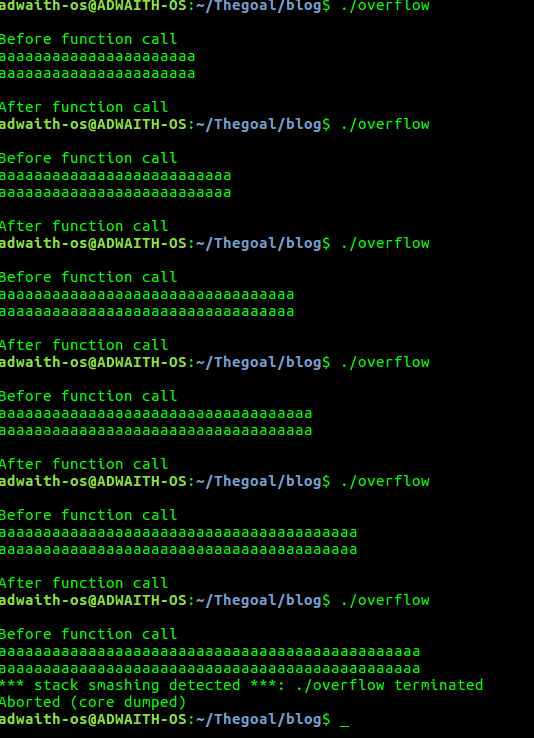 adwaith-os@ADWAITH-OS:~/Thegoal/blog$ ./overflow
Before function call
aaaaaaaaaaaaaaaaaaaaaa
aaaaaaaaaaaaaaaaaaaaaa
After function call
adwaith-os@ADWAITH-OS:~/Thegoal/blog$ ./overflow
Before function call
aaaaaaaaaaaaaaaaaaaaaaaaaa
aaaaaaaaaaaaaaaaaaaaaaaaaa
After function call
adwaith-os@ADWAITH-OS:~/Thegoal/blog$ ./overflow
Before function call
aaaaaaaaaaaaaaaaaaaaaaaaaaaaaaaaa
aaaaaaaaaaaaaaaaaaaaaaaaaaaaaaaaa
After function call
adwaith-os@ADWAITH-OS:~/Thegoal/blog$ ./overflow
Before function call
aaaaaaaaaaaaaaaaaaaaaaaaaaaaaaaaaaa
aaaaaaaaaaaaaaaaaaaaaaaaaaaaaaaaaaa
After function call
adwaith-os@ADWAITH-OS:~/Thegoal/blog$ ./overflow
Before function call
aaaaaaaaaaaaaaaaaaaaaaaaaaaaaaaaaaaaaaaa
aaaaaaaaaaaaaaaaaaaaaaaaaaaaaaaaaaaaaaaa
After function call
adwaith-os@ADWAITH-OS:~/Thegoal/blog$ ./overflow
Before function call
aaaaaaaaaaaaaaaaaaaaaaaaaaaaaaaaaaaaaaaaaaaaaaa
aaaaaaaaaaaaaaaaaaaaaaaaaaaaaaaaaaaaaaaaaaaaaaa
*** stack smashing detected ***: ./overflow terminated
Aborted (core dumped)
adwaith-os@ADWAITH-OS:~/Thegoal/blog$ _